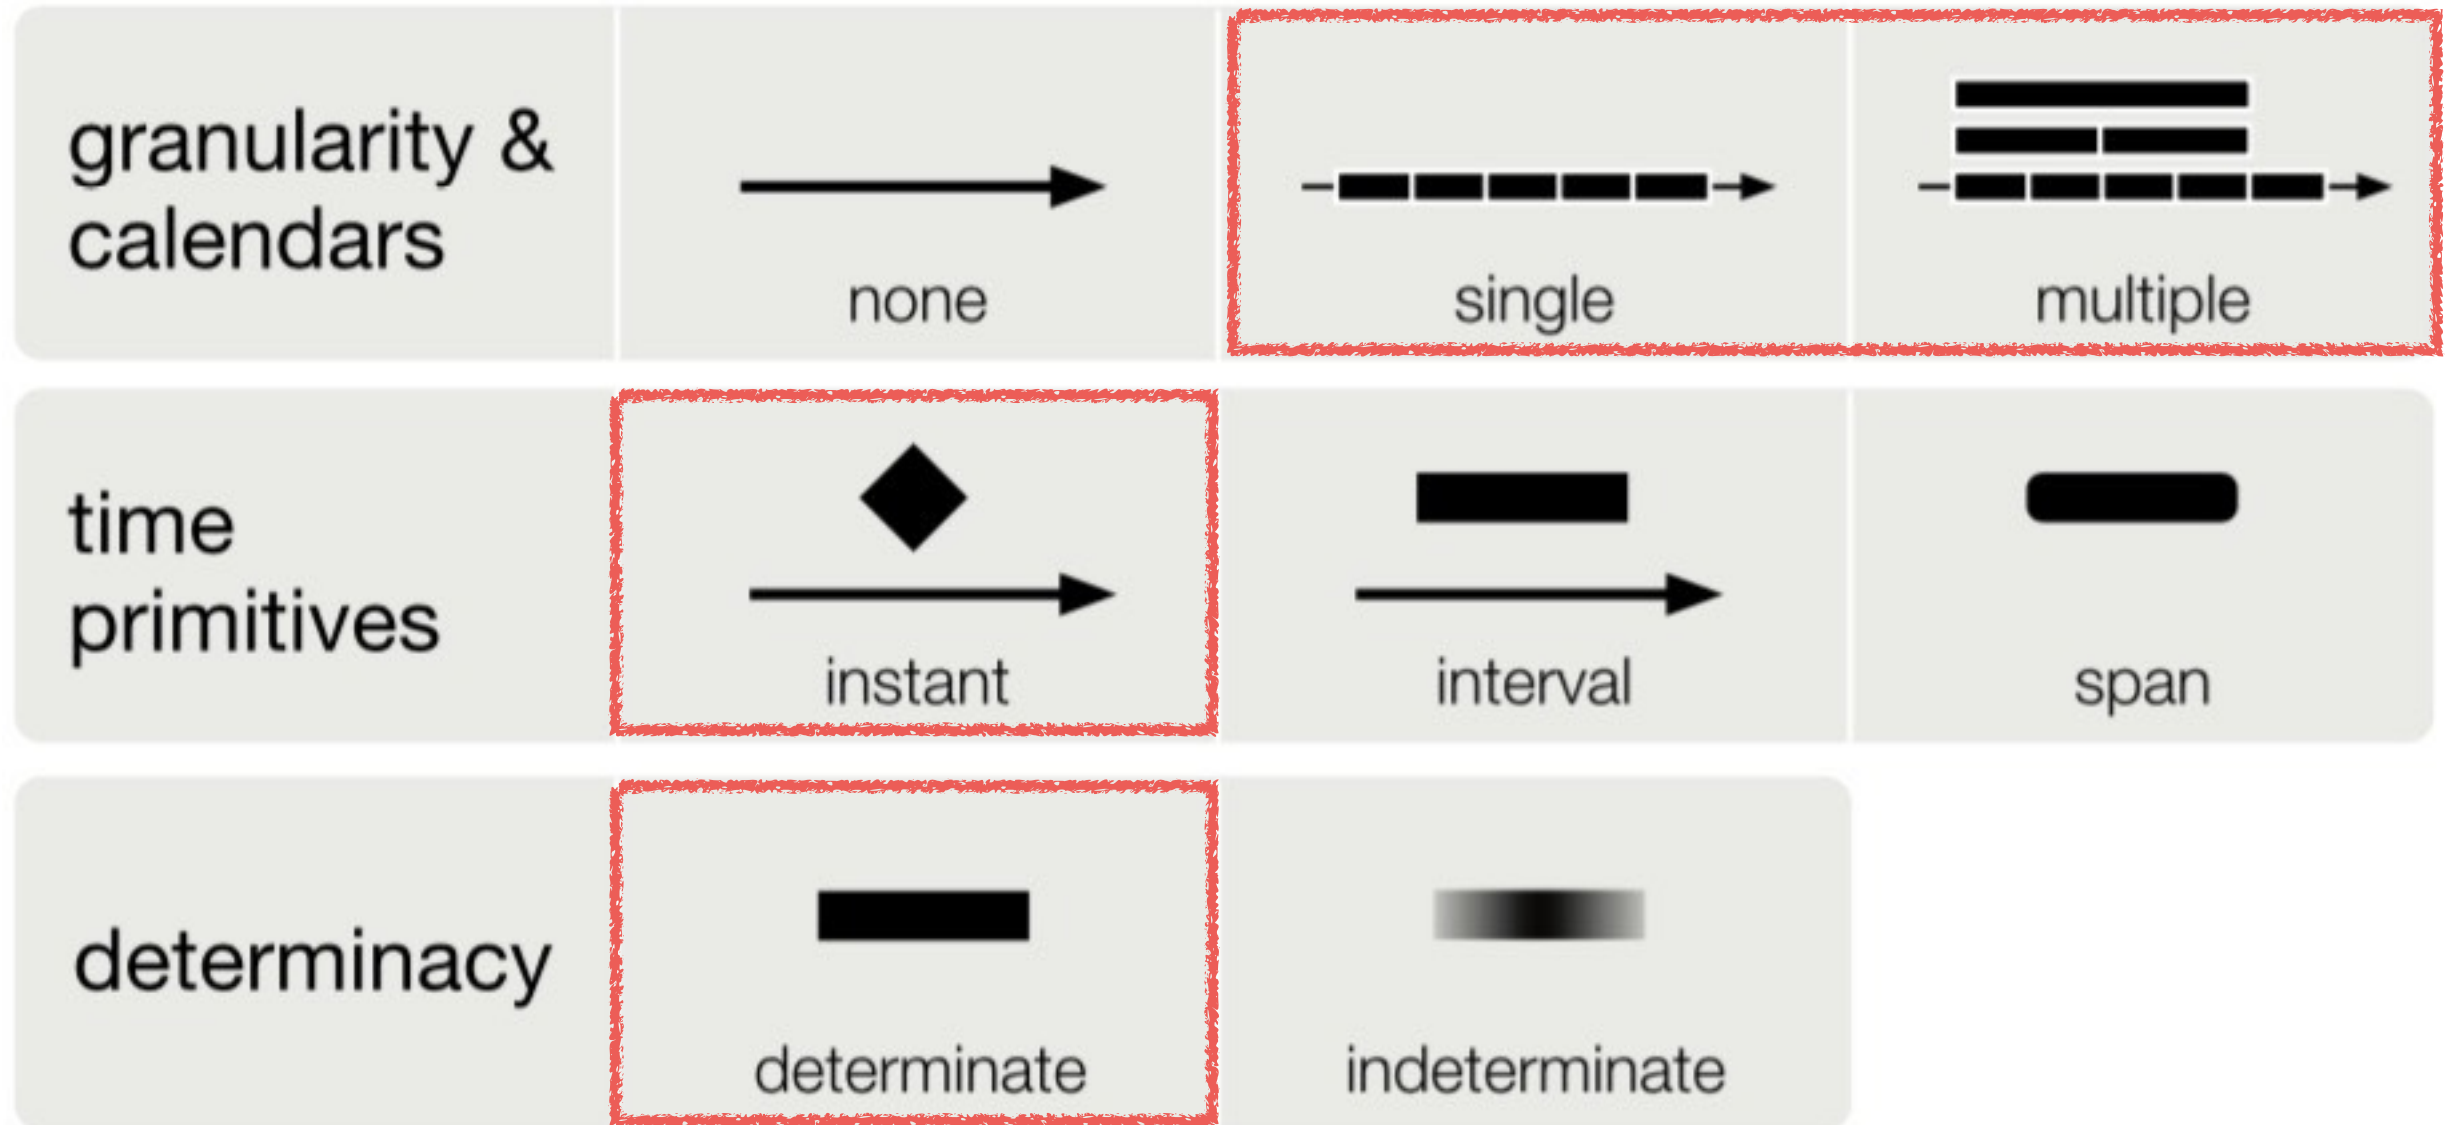 granularity &
calendars
none
single
multiple
time
primitives
instant
interval
span
determinacy
determinate
indeterminate